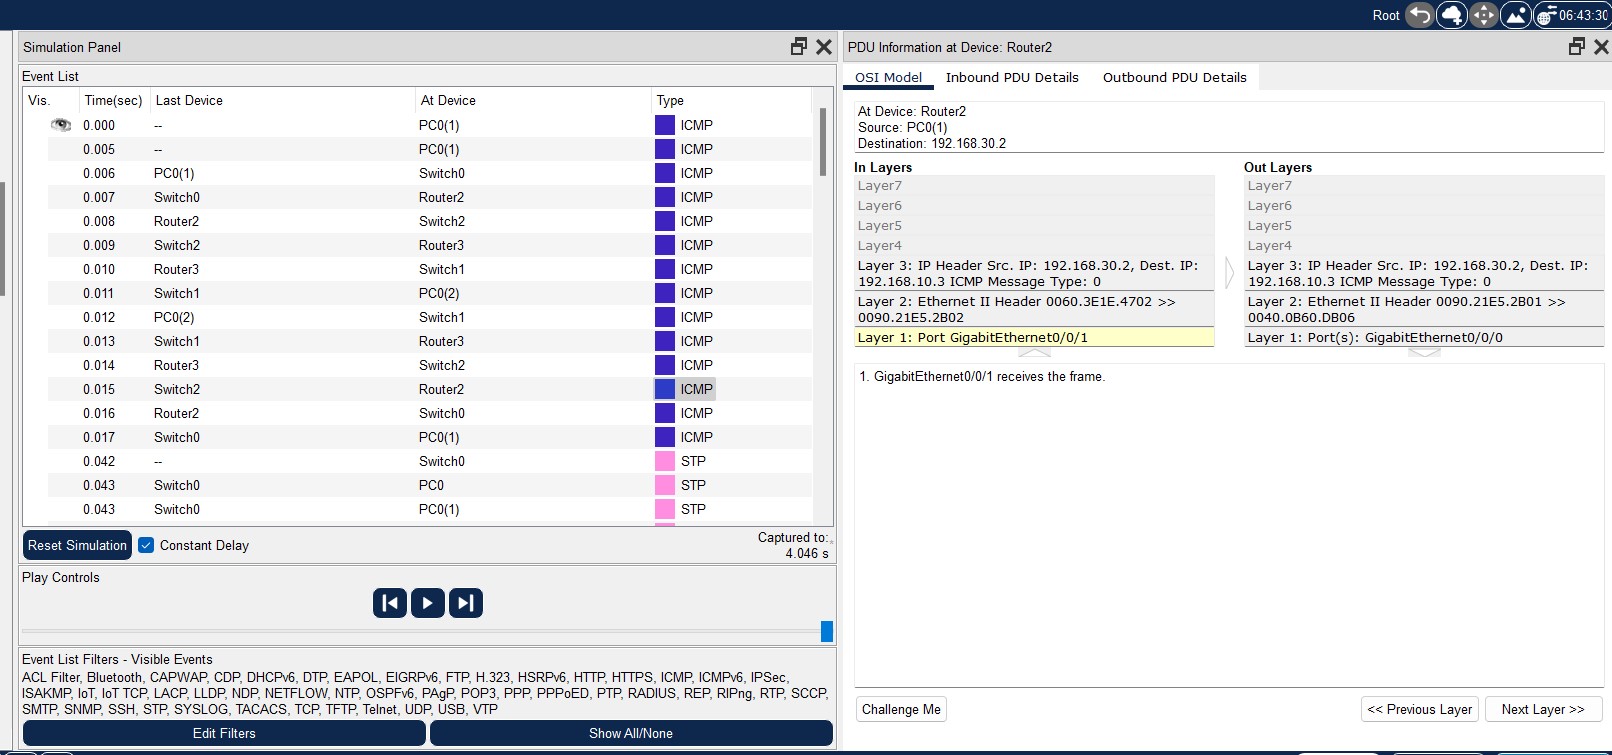 Root
06:43:30
Simulation Panel
Event List
Vis. Time(sec) Last Device At Device Type
0.000 -- PC0(1) ICMP
0.005 -- PC0(1) ICMP
0.006 PC0(1) Switch0 ICMP
0.007 Switch0 Router2 ICMP
0.008 Router2 Switch2 ICMP
0.009 Switch2 Router3 ICMP
0.010 Router3 Switch1 ICMP
0.011 Switch1 PC0(2) ICMP
0.012 PC0(2) Switch1 ICMP
0.013 Switch1 Router3 ICMP
0.014 Router3 Switch2 ICMP
0.015 Switch2 Router2 ICMP
0.016 Router2 Switch0 ICMP
0.017 Switch0 PC0(1) ICMP
0.042 -- Switch0 STP
0.043 Switch0 PC0 STP
0.043 Switch0 PC0(1) STP
Reset Simulation
Constant Delay
Captured to:
4.046 s
Play Controls
Event List Filters - Visible Events
ACL Filter, Bluetooth, CAPWAP, CDP, DHCPv6, DTP, EAPOL, EIGRPv6, FTP, H.323, HSRPv6, HTTP, HTTPS, ICMP, ICMPv6, IPSec,
ISAKMP, IoT, IoT TCP, LACP, LLDP, NDP, NETFLOW, NTP, OSPFv6, PAgP, POP3, PPP, PPPoED, PTP, RADIUS, REP, RIPng, RTP, SCCP,
SMTP, SNMP, SSH, STP, SYSLOG, TACACS, TCP, TFTP, Telnet, UDP, USB, VTP
Edit Filters
Show All/None
PDU Information at Device: Router2
OSI Model Inbound PDU Details Outbound PDU Details
At Device: Router2
Source: PC0(1)
Destination: 192.168.30.2
In Layers
Layer7
Layer6
Layer5
Layer4
Layer 3: IP Header Src. IP: 192.168.30.2, Dest. IP:
192.168.10.3 ICMP Message Type: 0
Layer 2: Ethernet II Header 0060.3E1E.4702 >>
0090.21E5.2B02
Layer 1: Port GigabitEthernet0/0/1
Out Layers
Layer7
Layer6
Layer5
Layer4
Layer 3: IP Header Src. IP: 192.168.30.2, Dest. IP:
192.168.10.3 ICMP Message Type: 0
Layer 2: Ethernet II Header 0090.21E5.2B01 >>
0040.0B60.DB06
Layer 1: Port(s): GigabitEthernet0/0/0
1. GigabitEthernet0/0/1 receives the frame.
Challenge Me
<< Previous Layer
Next Layer >>